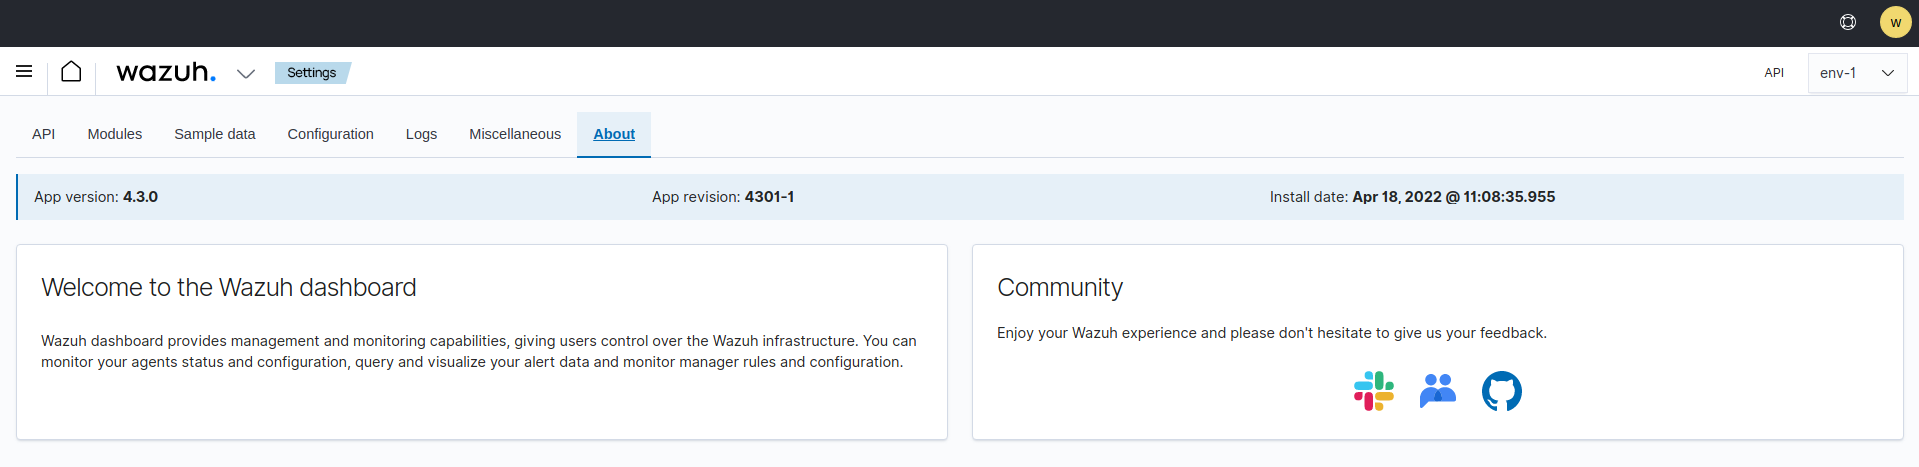 w
wazuh. Settings API env-1
API Modules Sample data Configuration Logs Miscellaneous About
App version: 4.3.0 App revision: 4301-1 Install date: Apr 18, 2022 @ 11:08:35.955
Welcome to the Wazuh dashboard
Wazuh dashboard provides management and monitoring capabilities, giving users control over the Wazuh infrastructure. You can
monitor your agents status and configuration, query and visualize your alert data and monitor manager rules and configuration.
Community
Enjoy your Wazuh experience and please don't hesitate to give us your feedback.